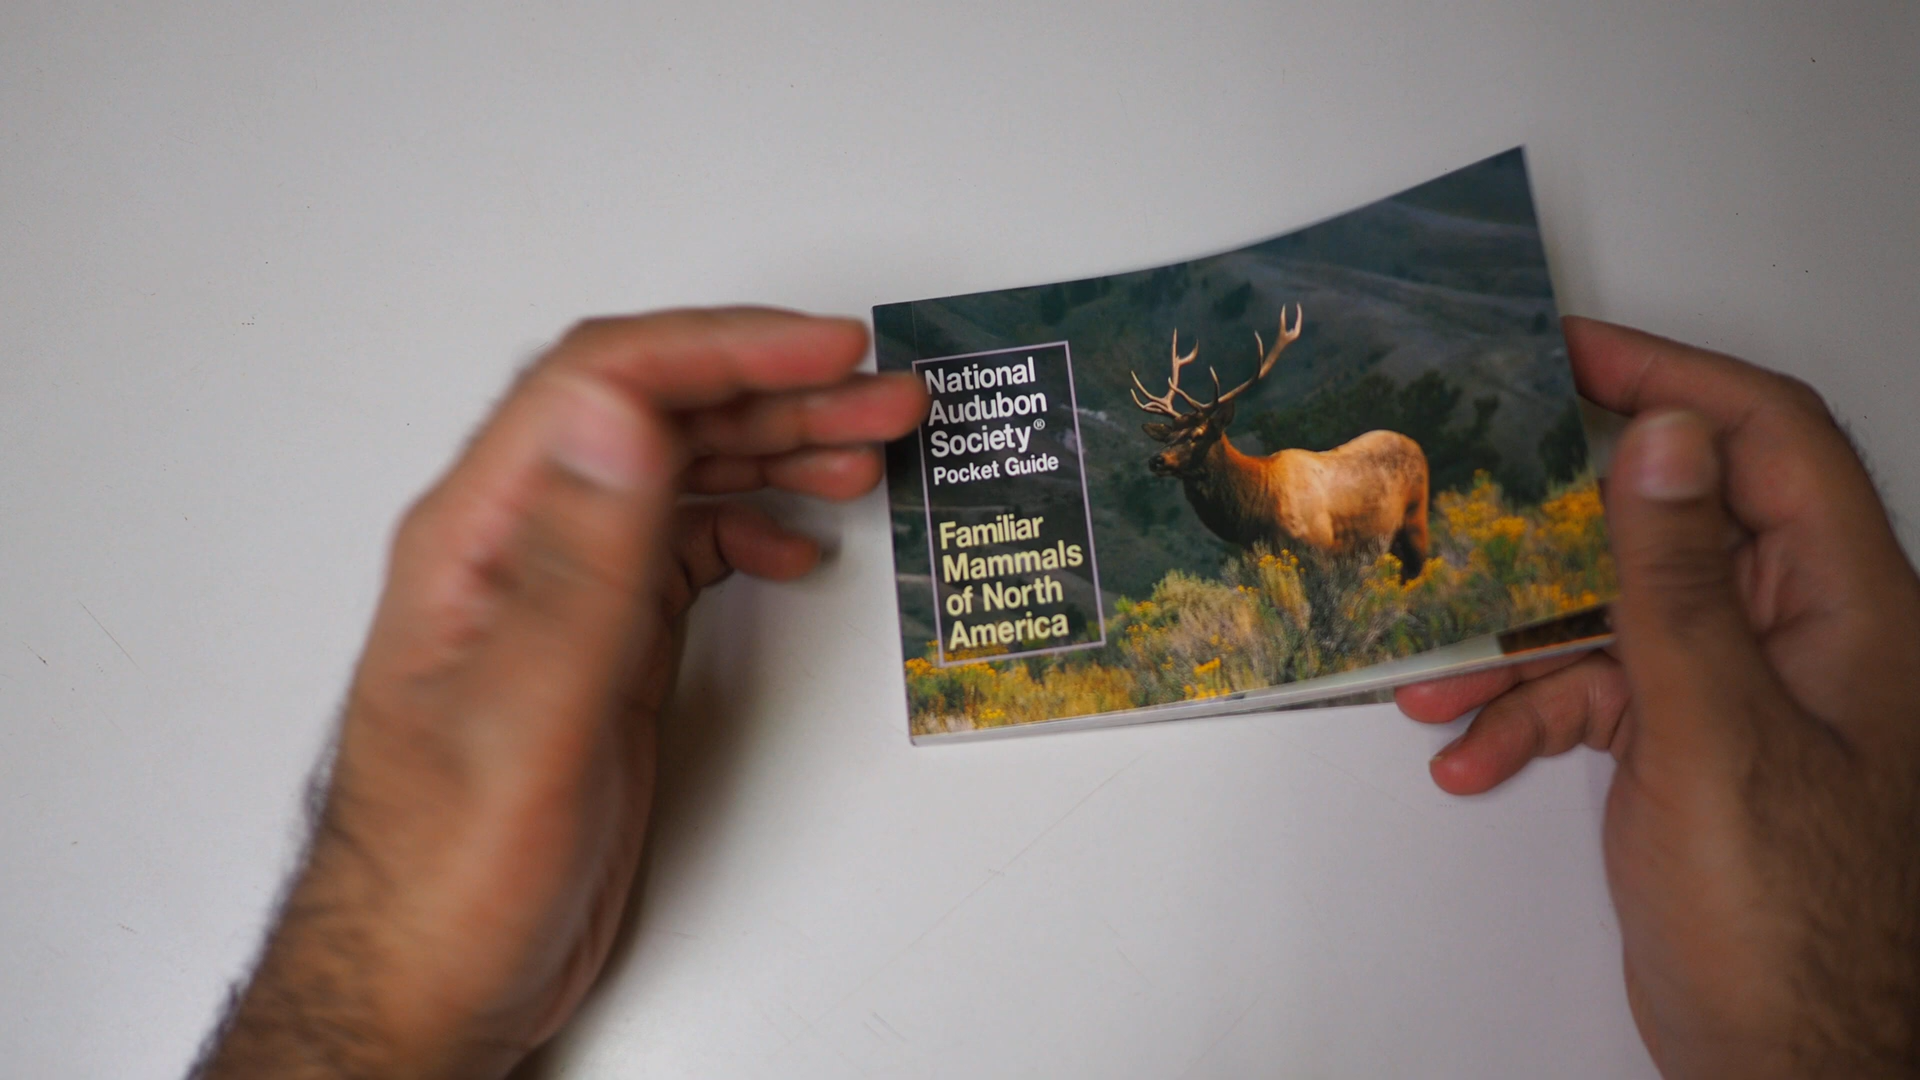 National
Audubon
Society®
Pocket Guide
Familiar
Mammals
of North
America